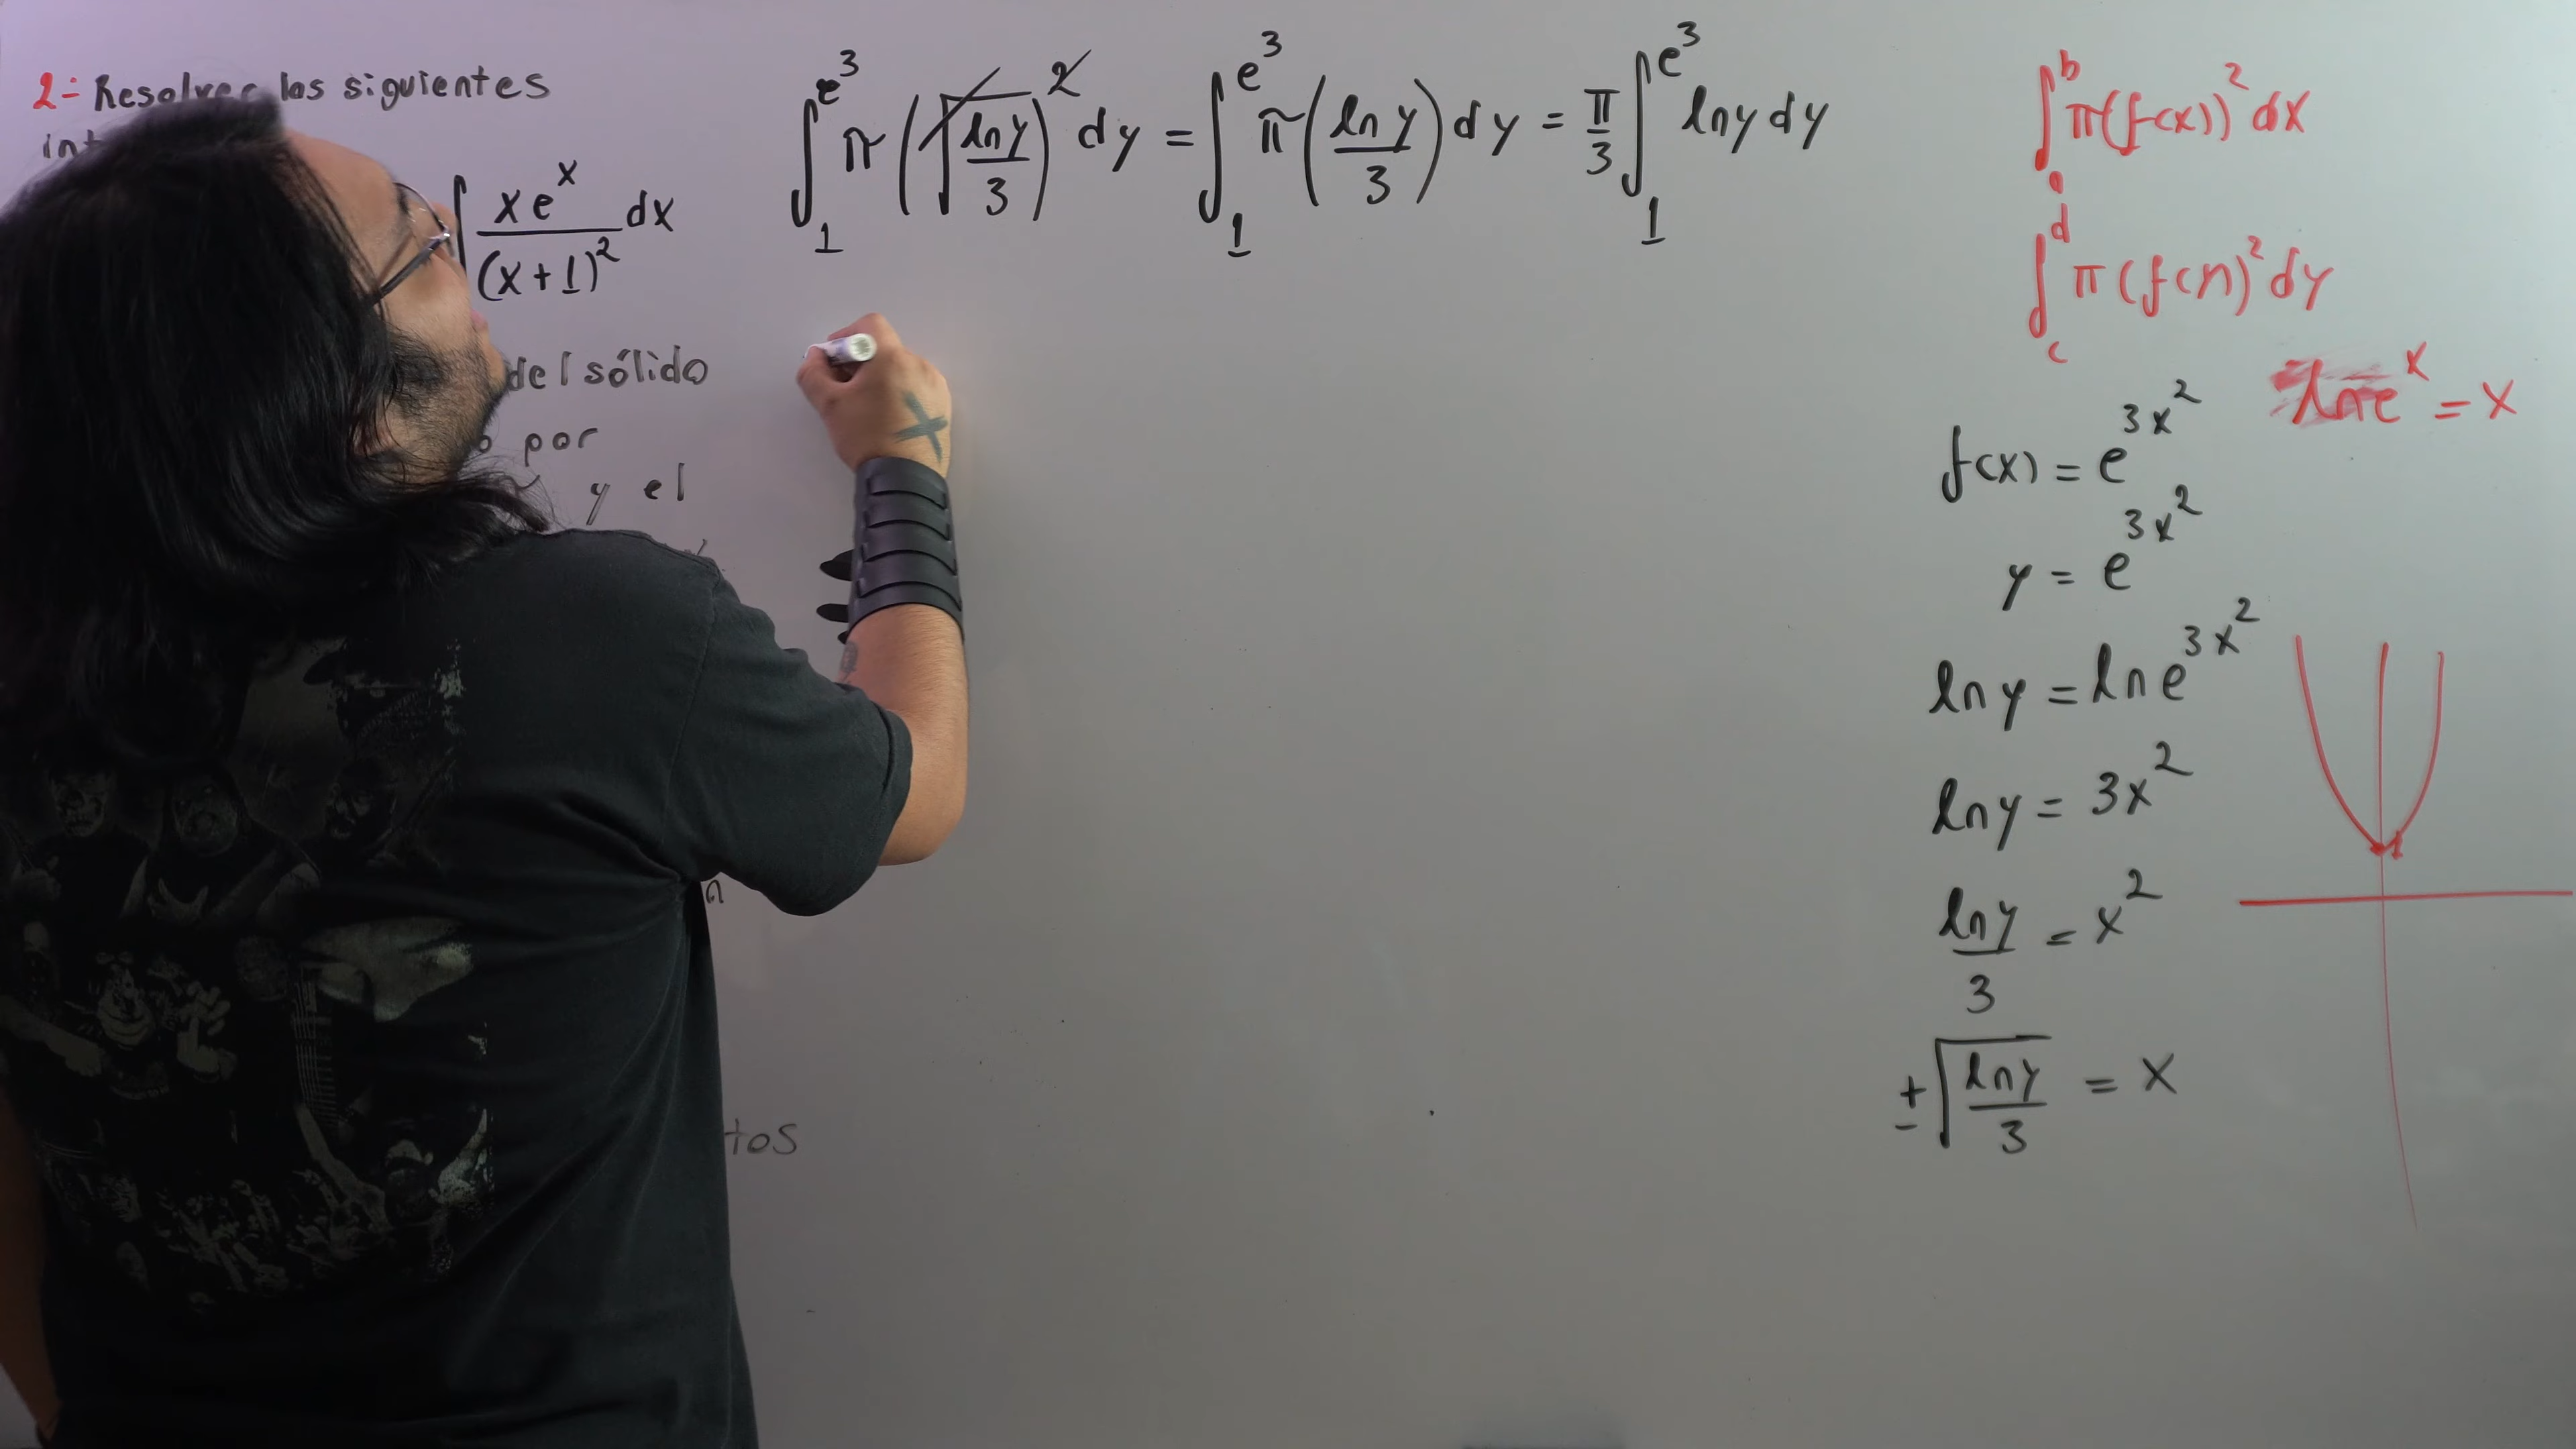 2.- Resolver las siguientes
∫ xe^x/(x+1)^2 dx
del sólido
por
y el
tos
∫_1^{e^3} π(√(ln y/3))^2 dy = ∫_1^{e^3} π(ln y/3) dy = π/3 ∫_1^{e^3} ln y dy
∫^b π(f(x))^2 dx
∫_c^d π(f(y))^2 dy
ln e^x = x
f(x) = e^{3x^2}
y = e^{3x^2}
ln y = ln e^{3x^2}
ln y = 3x^2
ln y/3 = x^2
±√(ln y/3) = x
1